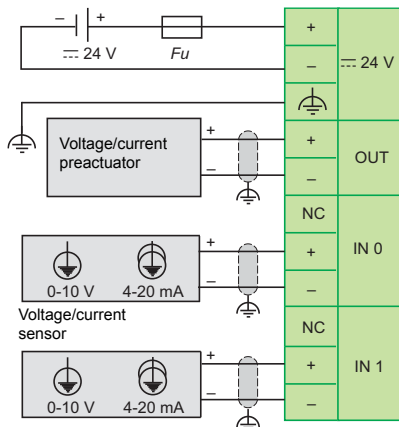 – + +
⎓ 24 V Fu
– ⎓ 24 V
+ +
Voltage/current
preactuator
OUT
– –
NC
+ +
IN 0
0-10 V 4-20 mA
– –
Voltage/current
sensor
NC
+ +
IN 1
0-10 V 4-20 mA
– –